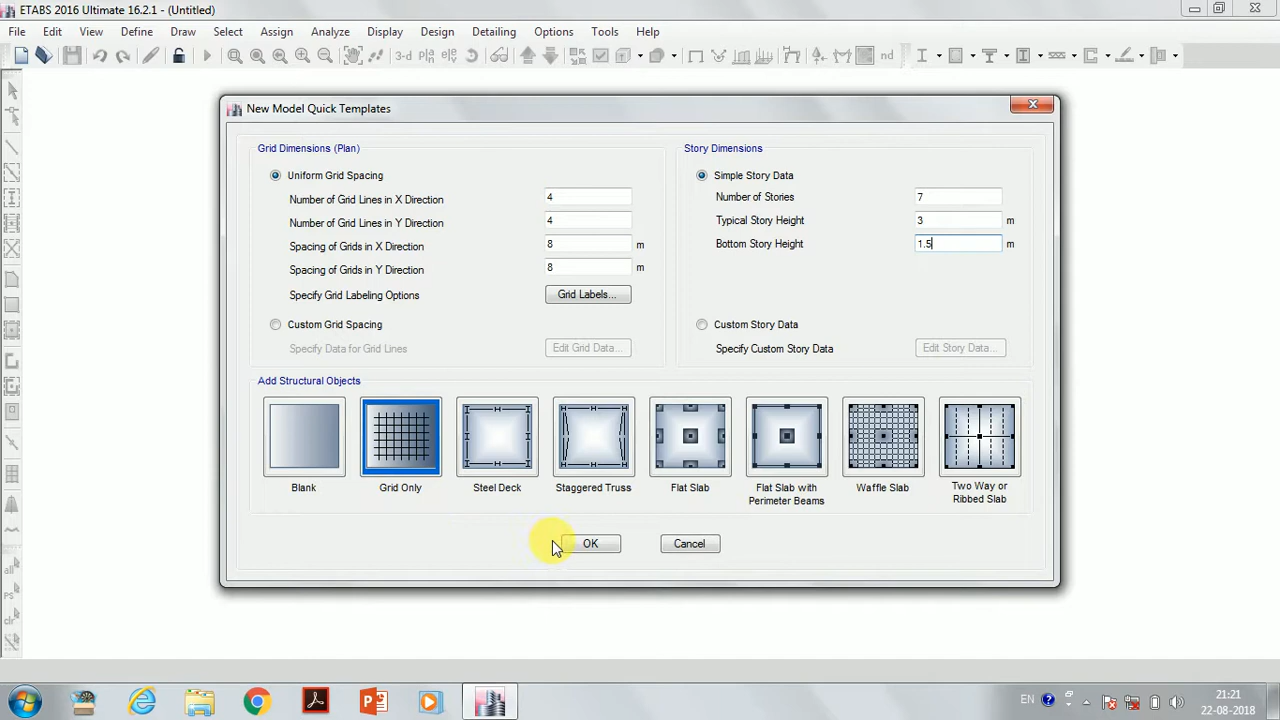 ETABS 2016 Ultimate 16.2.1 - (Untitled)
File Edit View Define Draw Select Assign Analyze Display Design Detailing Options Tools Help
3-d pla ele nd
New Model Quick Templates
Grid Dimensions (Plan)
Uniform Grid Spacing
Number of Grid Lines in X Direction 4
Number of Grid Lines in Y Direction 4
Spacing of Grids in X Direction 8 m
Spacing of Grids in Y Direction 8 m
Specify Grid Labeling Options Grid Labels...
Custom Grid Spacing
Specify Data for Grid Lines Edit Grid Data...
Story Dimensions
Simple Story Data
Number of Stories 7
Typical Story Height 3 m
Bottom Story Height 1.5 m
Custom Story Data
Specify Custom Story Data Edit Story Data...
Add Structural Objects
Blank
Grid Only
Steel Deck
Staggered Truss
Flat Slab
Flat Slab with
Perimeter Beams
Waffle Slab
Two Way or
Ribbed Slab
OK Cancel
all
ps
clr
EN
21:21
22-08-2018